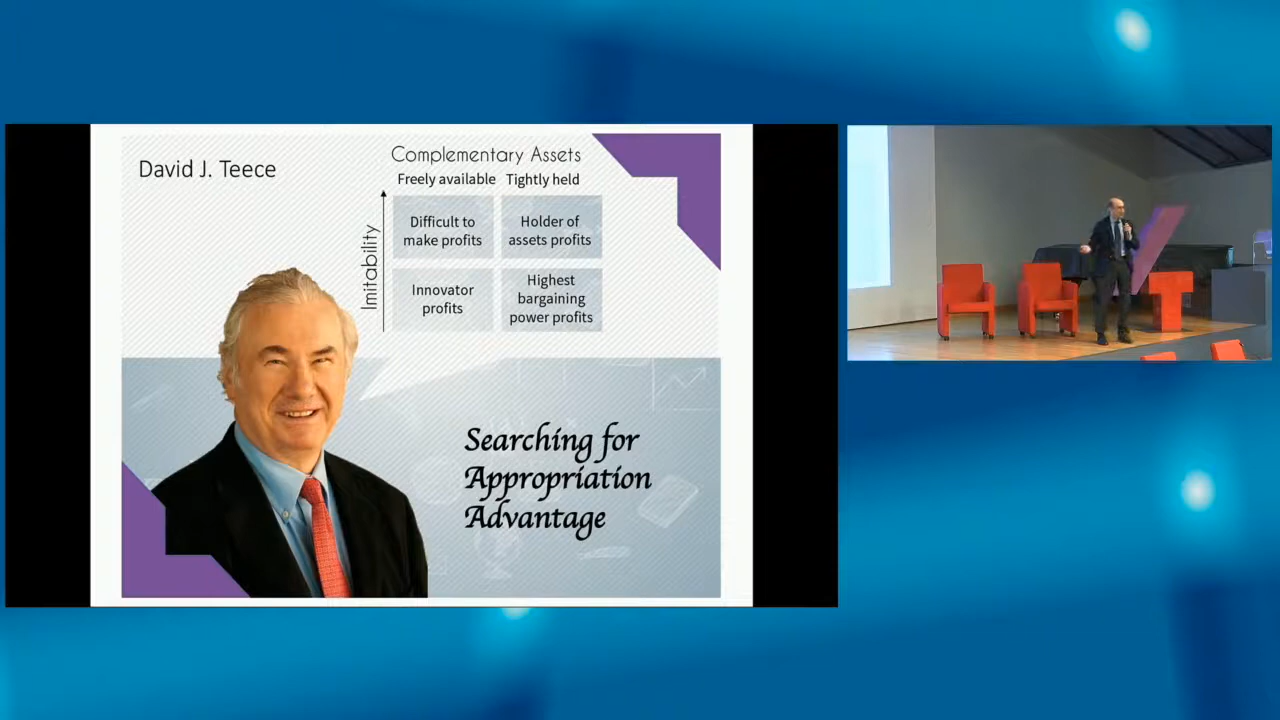 David J. Teece
Complementary Assets
Freely available Tightly held
Imitability
Difficult to
make profits
Holder of
assets profits
Innovator
profits
Highest
bargaining
power profits
Searching for
Appropriation
Advantage
T